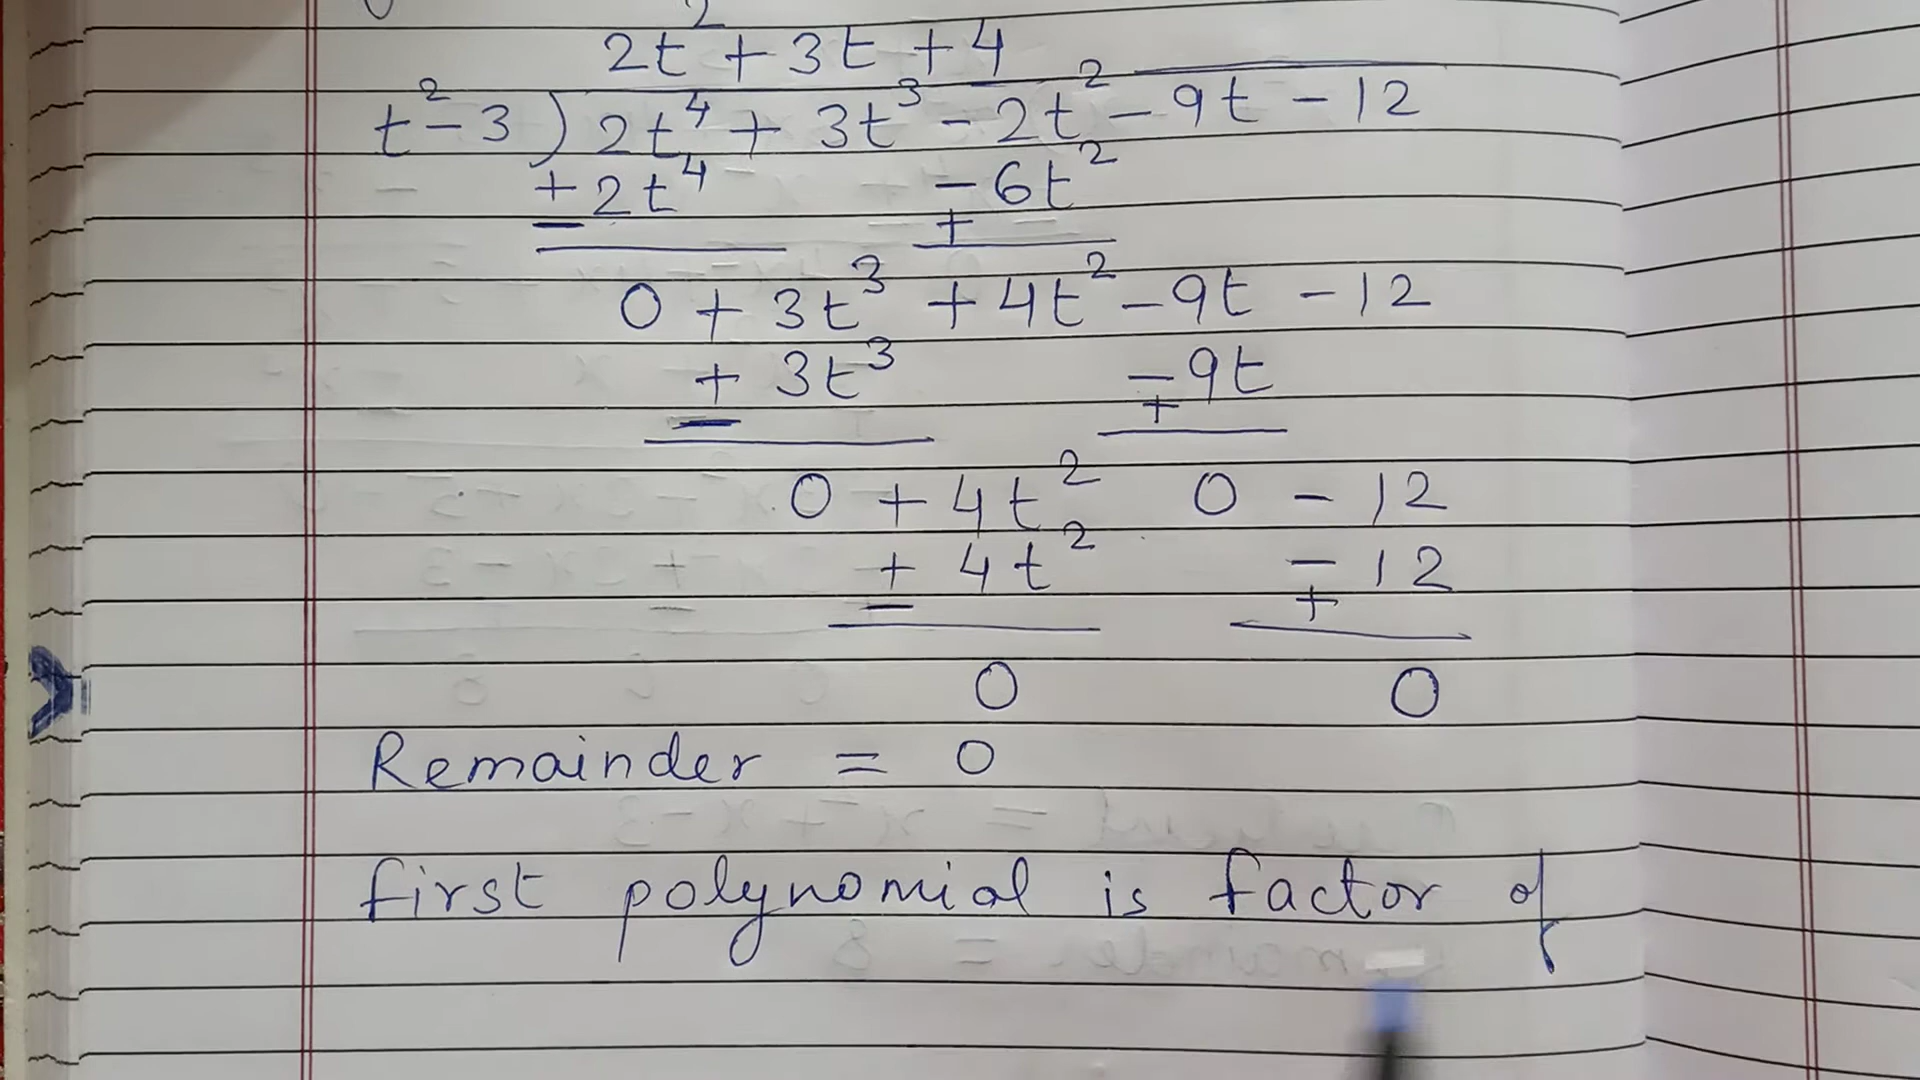 2t² + 3t + 4
t² - 3 ) 2t⁴ + 3t³ - 2t² - 9t - 12
+ 2t⁴ - 6t²
- +
0 + 3t³ + 4t² - 9t - 12
+ 3t³ - 9t
- +
0 + 4t² 0 - 12
+ 4t² - 12
- +
0 0
Remainder = 0
first polynomial is factor of